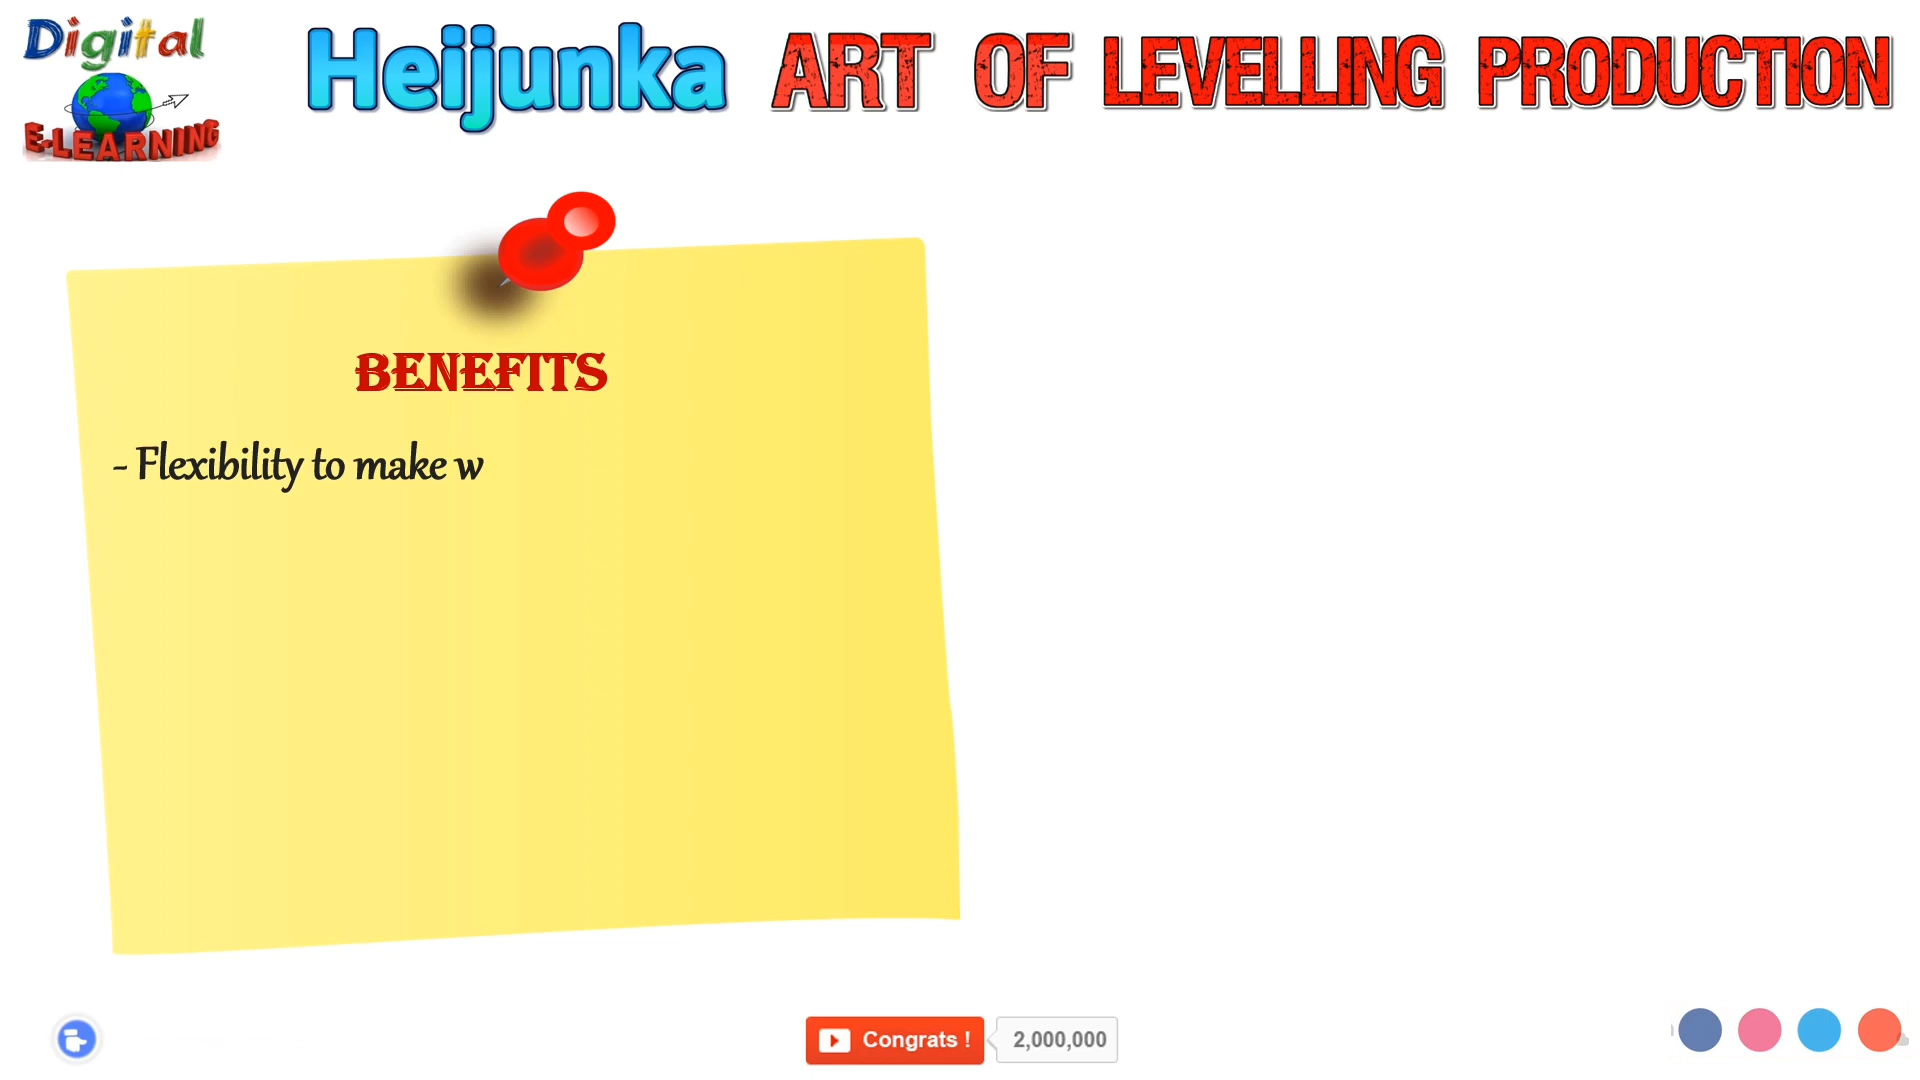 Digital
E-LEARNING
Heijunka ART OF LEVELLING PRODUCTION
BENEFITS
- Flexibility to make w
Congrats !
2,000,000